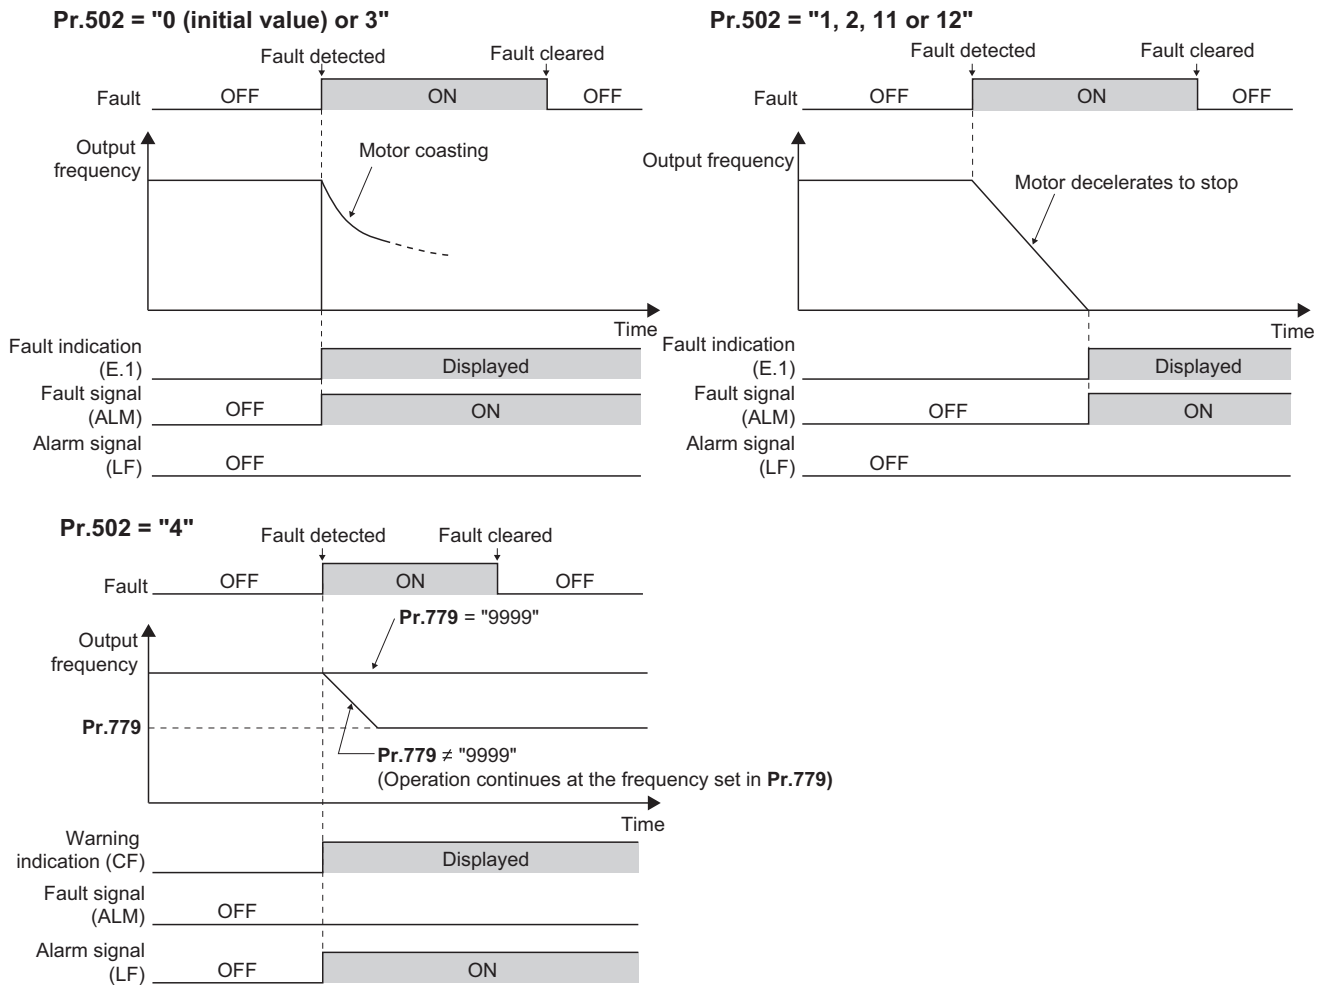 Pr.502 = "0 (initial value) or 3"
Fault detected
Fault cleared
Fault
OFF
ON
OFF
Output
frequency
Motor coasting
Time
Fault indication
(E.1)
Displayed
Fault signal
(ALM)
OFF
ON
Alarm signal
(LF)
OFF
Pr.502 = "1, 2, 11 or 12"
Fault detected
Fault cleared
Fault
OFF
ON
OFF
Output frequency
Motor decelerates to stop
Time
Fault indication
(E.1)
Displayed
Fault signal
(ALM)
OFF
ON
Alarm signal
(LF)
OFF
Pr.502 = "4"
Fault detected
Fault cleared
Fault
OFF
ON
OFF
Pr.779 = "9999"
Output
frequency
Pr.779
Pr.779 ≠ "9999"
(Operation continues at the frequency set in Pr.779)
Time
Warning
indication (CF)
Displayed
Fault signal
(ALM)
OFF
Alarm signal
(LF)
OFF
ON